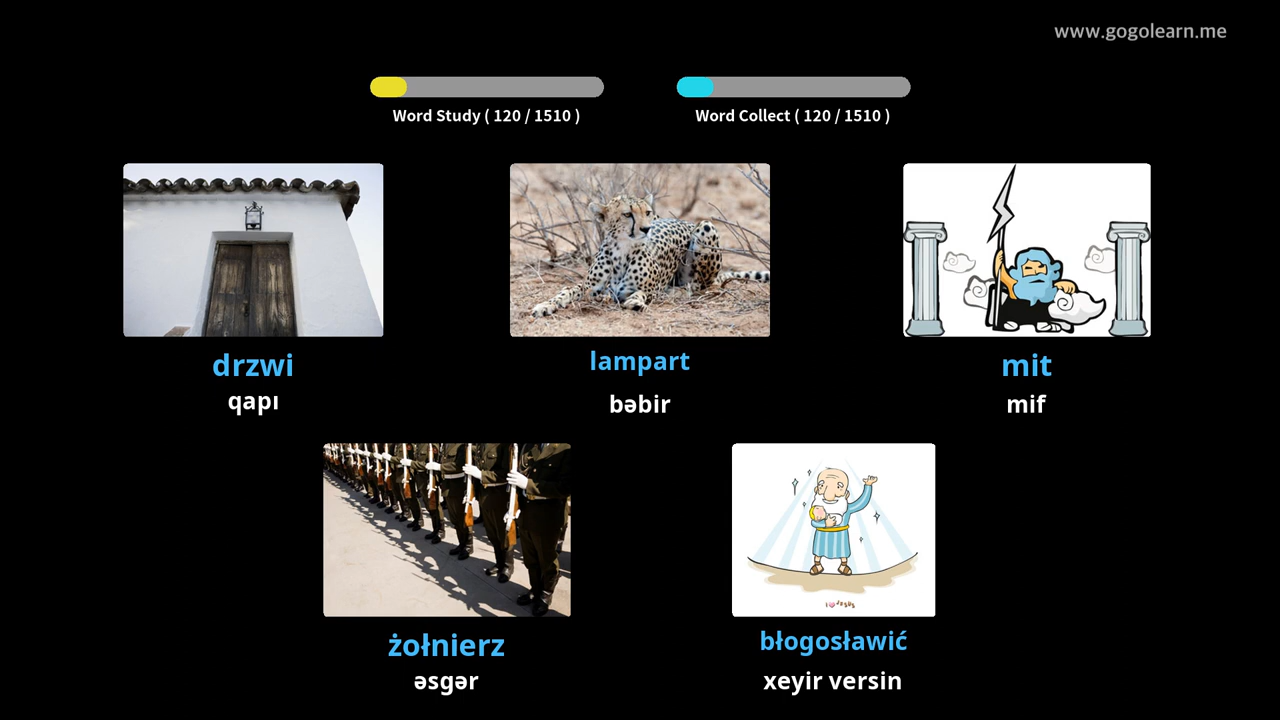 www.gogolearn.me
Word Study ( 120 / 1510 )
Word Collect ( 120 / 1510 )
drzwi
qapı
lampart
bəbir
mit
mif
żołnierz
əsgər
I JESUS
błogosławić
xeyir versin